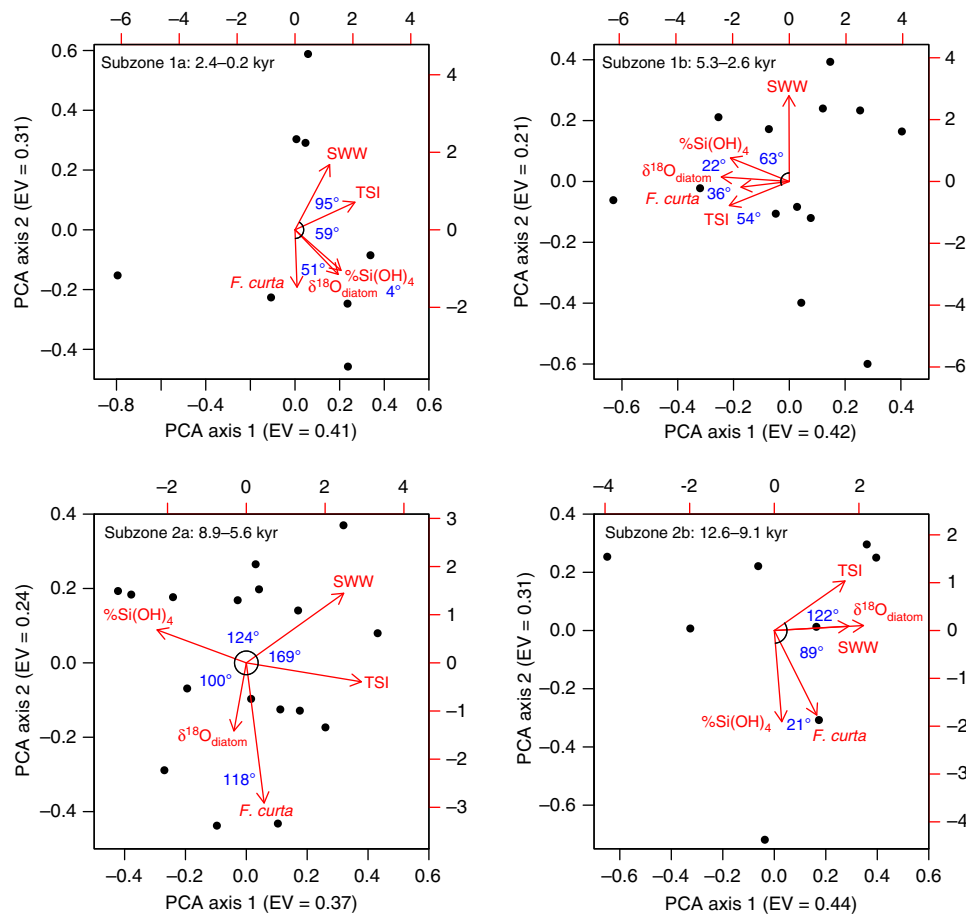 −6 −4 −2 0 2 4
Subzone 1a: 2.4–0.2 kyr
0.6
0.4
0.2
0.0
−0.2
−0.4
PCA axis 2 (EV = 0.31)
4
2
0
−2
SWW
TSI
95°
59°
51°
%Si(OH)4
F. curta
δ18Odiatom
4°
−0.8 −0.4 0.0 0.2 0.4 0.6
PCA axis 1 (EV = 0.41)
−6 −4 −2 0 2 4
Subzone 1b: 5.3–2.6 kyr
0.4
0.2
0.0
−0.2
−0.4
−0.6
PCA axis 2 (EV = 0.21)
4
2
0
−2
−4
−6
SWW
%Si(OH)4
63°
22°
δ18Odiatom
36°
F. curta
TSI
54°
−0.6 −0.2 0.0 0.2 0.4
PCA axis 1 (EV = 0.42)
−2 0 2 4
Subzone 2a: 8.9–5.6 kyr
0.4
0.2
0.0
−0.2
−0.4
PCA axis 2 (EV = 0.24)
3
2
1
0
−1
−2
−3
SWW
%Si(OH)4
124°
169°
100°
TSI
δ18Odiatom
118°
F. curta
−0.4 −0.2 0.0 0.2 0.4 0.6
PCA axis 1 (EV = 0.37)
−4 −2 0 2
Subzone 2b: 12.6–9.1 kyr
0.4
0.2
0.0
−0.2
−0.4
−0.6
PCA axis 2 (EV = 0.31)
2
1
0
−1
−2
−3
−4
TSI
δ18Odiatom
122°
SWW
89°
%Si(OH)4
21°
F. curta
−0.6 −0.2 0.0 0.2 0.4 0.6
PCA axis 1 (EV = 0.44)